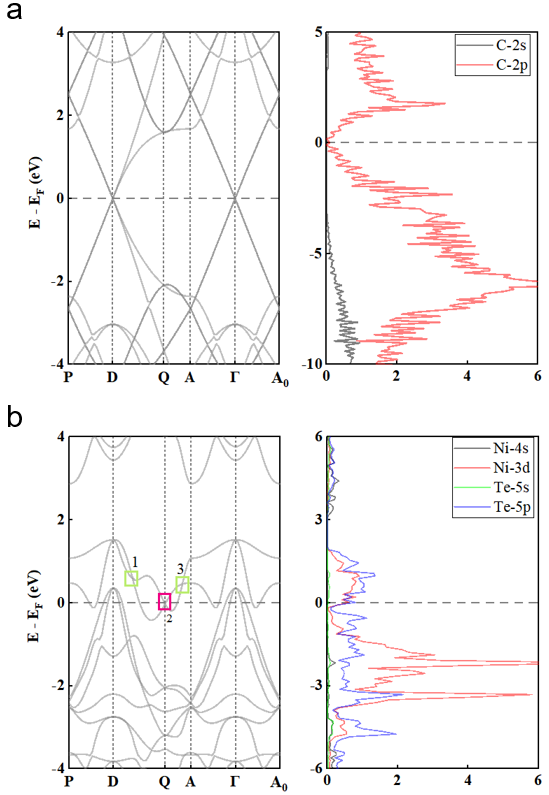 a
4
2
0
-2
-4
E - E_F (eV)
P D Q A Γ A₀
5
0
-5
-10
0 2 4 6
C-2s
C-2p
b
4
2
0
-2
-4
E - E_F (eV)
1
3
2
P D Q A Γ A₀
6
3
0
-3
-6
0 2 4 6
Ni-4s
Ni-3d
Te-5s
Te-5p